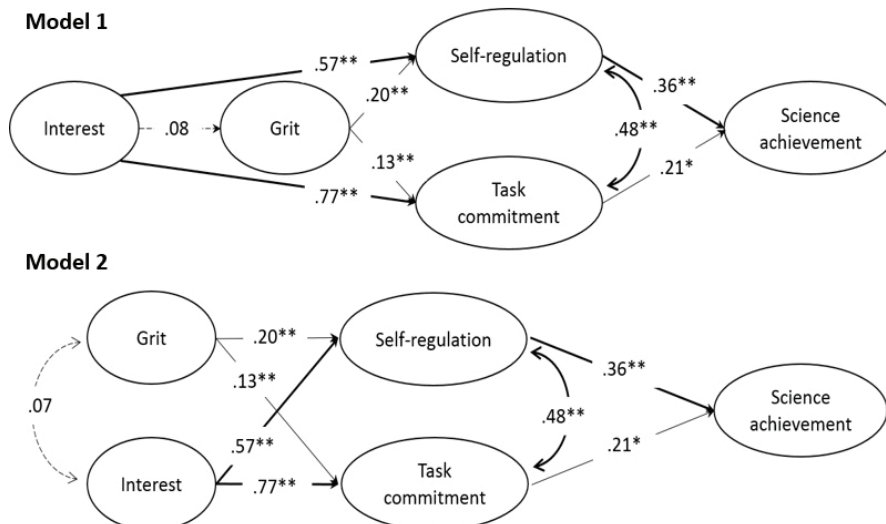 Model 1
Self-regulation
.57**
.20**
.36**
Interest
.08
Grit
.48**
Science
achievement
.13**
.77**
Task
commitment
.21*
Model 2
Grit
.20**
Self-regulation
.13**
.36**
.07
.48**
Science
achievement
.57**
.21*
Interest
.77**
Task
commitment